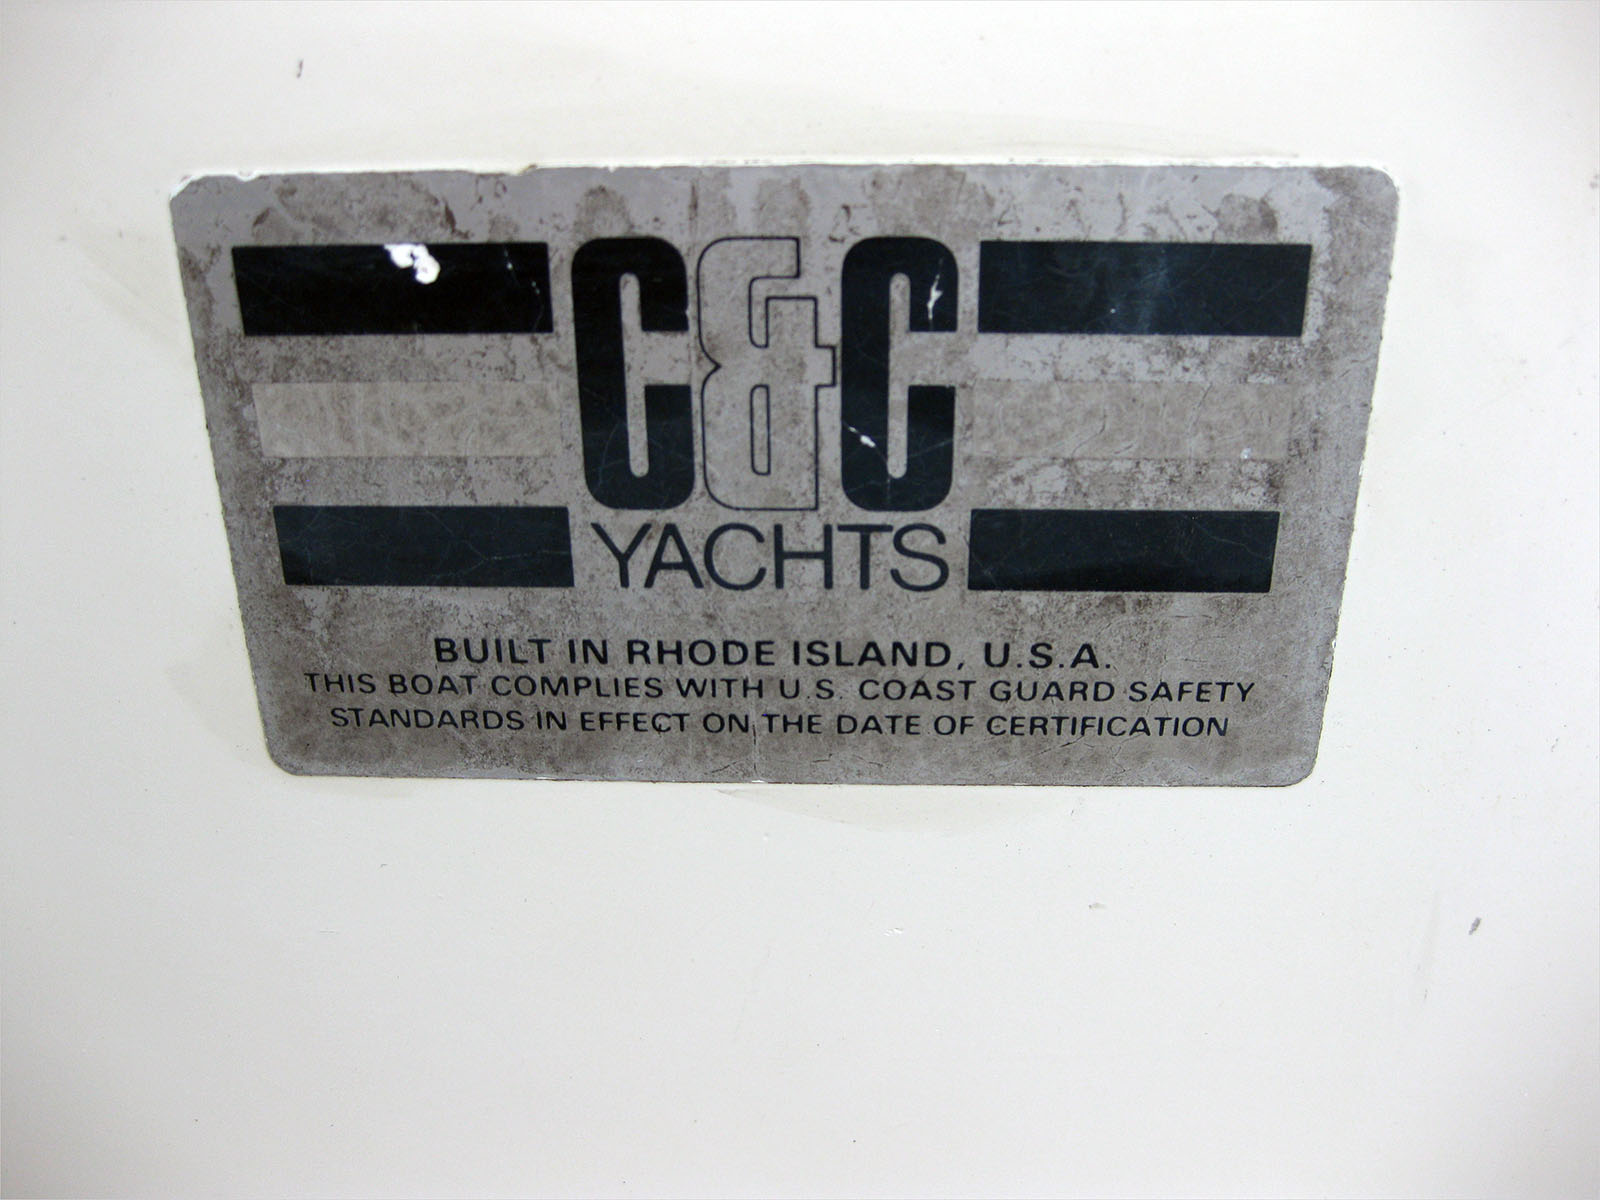 C&C
YACHTS
BUILT IN RHODE ISLAND, U.S.A.
THIS BOAT COMPLIES WITH U.S. COAST GUARD SAFETY
STANDARDS IN EFFECT ON THE DATE OF CERTIFICATION